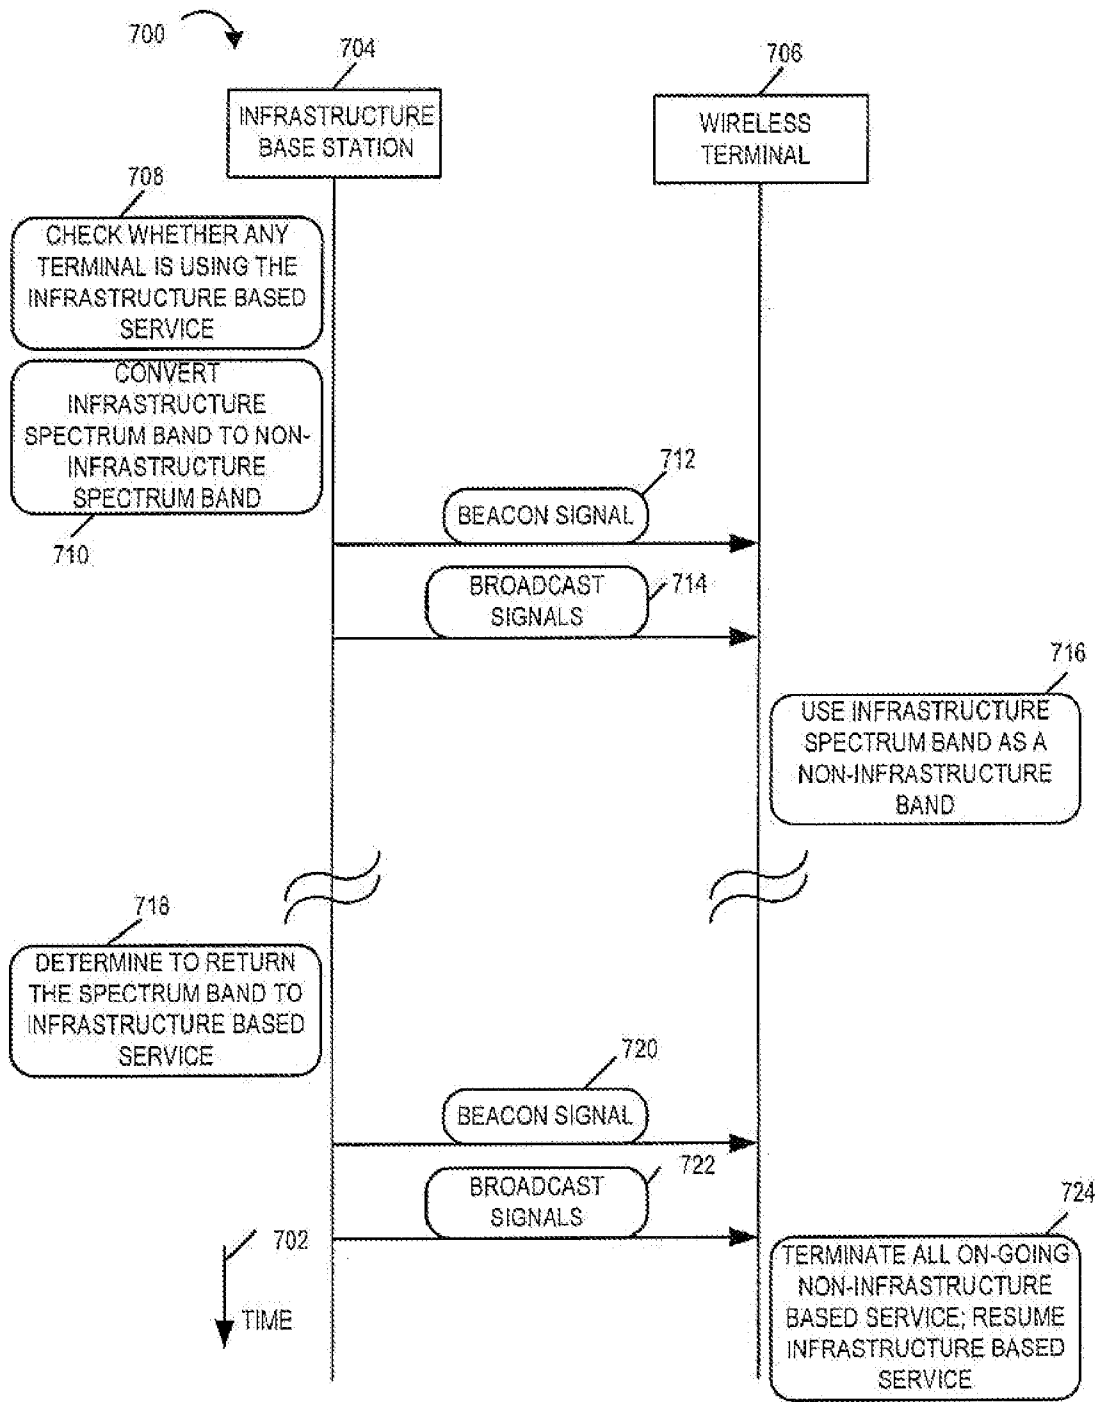 700
704
706
INFRASTRUCTURE
BASE STATION
WIRELESS
TERMINAL
708
CHECK WHETHER ANY
TERMINAL IS USING THE
INFRASTRUCTURE BASED
SERVICE
CONVERT
INFRASTRUCTURE
SPECTRUM BAND TO NON-
INFRASTRUCTURE
SPECTRUM BAND
710
712
BEACON SIGNAL
BROADCAST
SIGNALS
714
716
USE INFRASTRUCTURE
SPECTRUM BAND AS A
NON-INFRASTRUCTURE
BAND
718
DETERMINE TO RETURN
THE SPECTRUM BAND TO
INFRASTRUCTURE BASED
SERVICE
720
BEACON SIGNAL
BROADCAST
SIGNALS
722
724
TERMINATE ALL ON-GOING
NON-INFRASTRUCTURE
BASED SERVICE; RESUME
INFRASTRUCTURE BASED
SERVICE
702
TIME